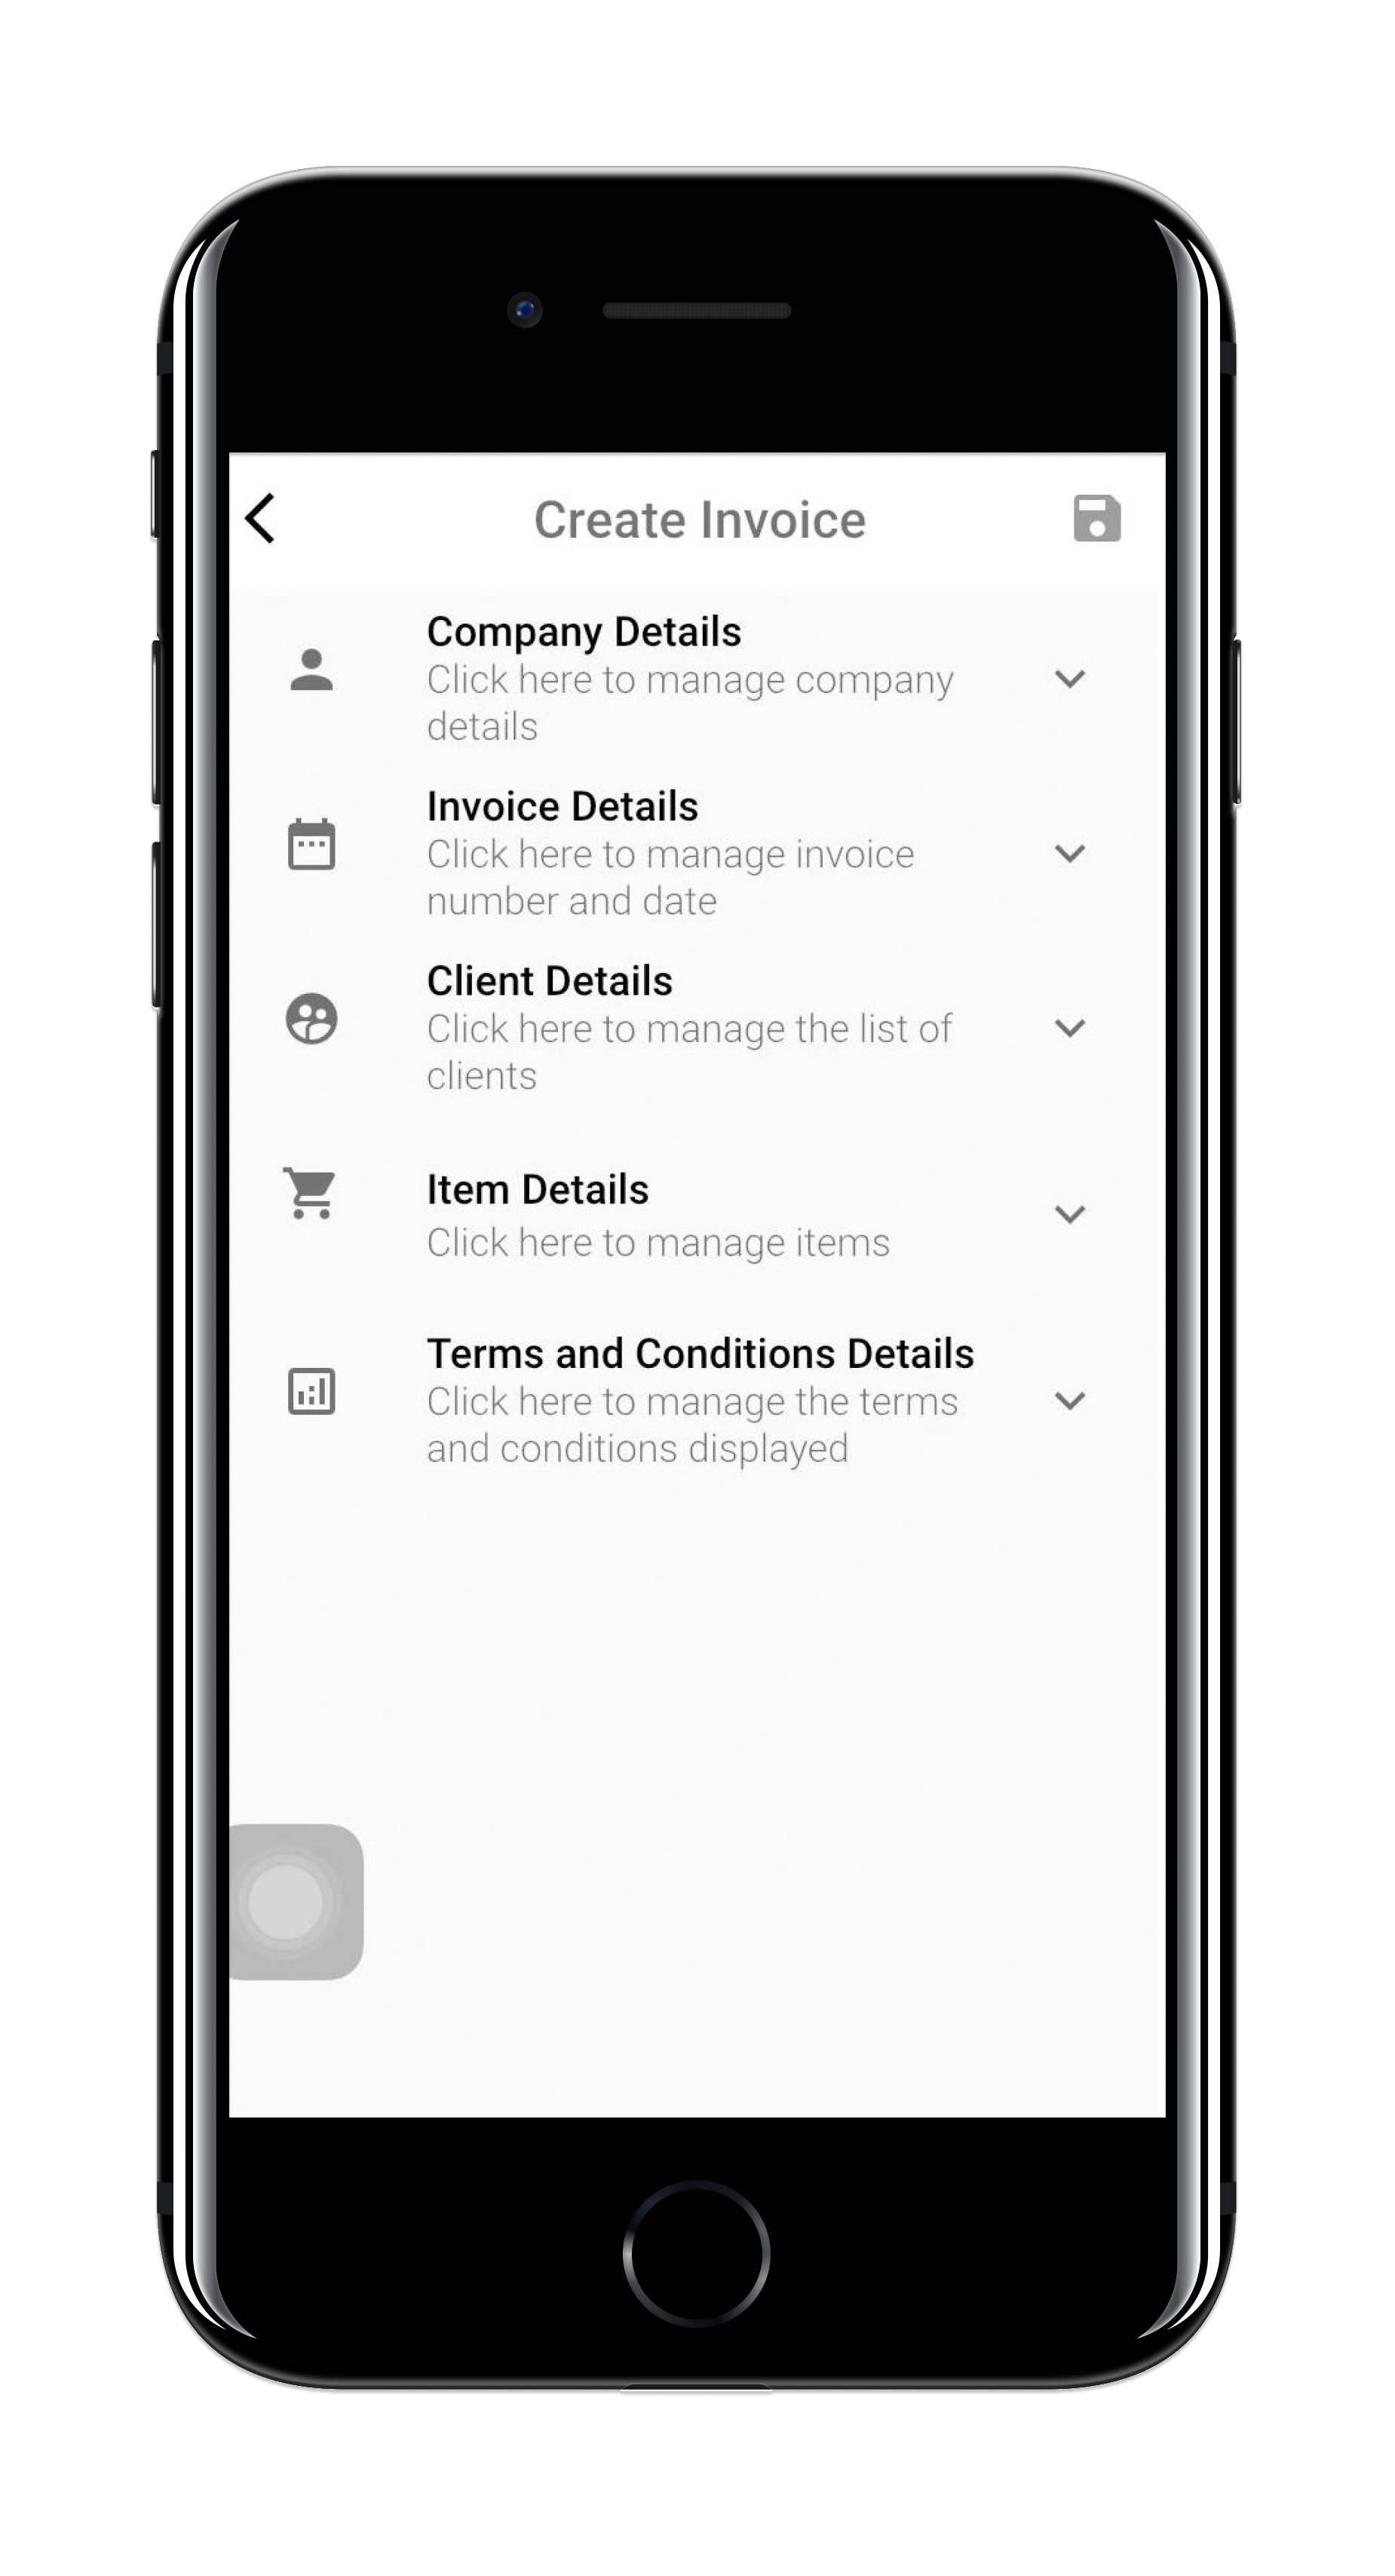 Create Invoice
Company Details
Click here to manage company
details
Invoice Details
Click here to manage invoice
number and date
Client Details
Click here to manage the list of
clients
Item Details
Click here to manage items
Terms and Conditions Details
Click here to manage the terms
and conditions displayed